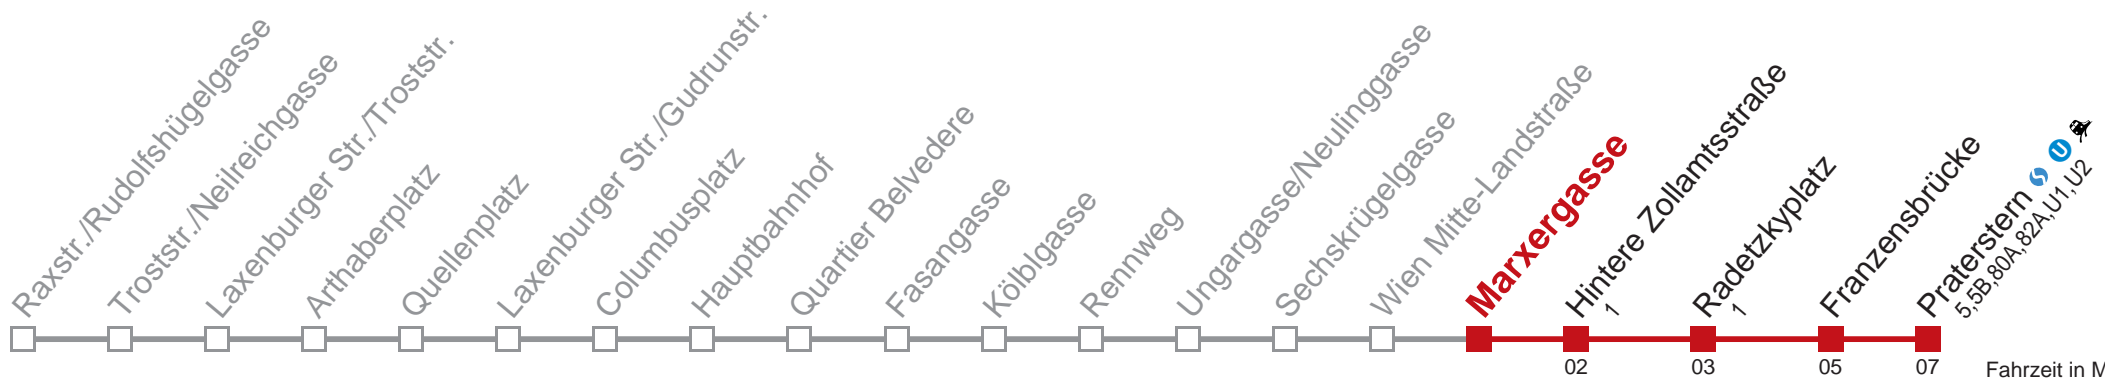 Raxstr./Rudolfshügelgasse
Troststr./Neilreichgasse
Laxenburger Str./Troststr.
Arthaberplatz
Quellenplatz
Laxenburger Str./Gudrunstr.
Columbusplatz
Hauptbahnhof
Quartier Belvedere
Fasangasse
Kölblgasse
Rennweg
Ungargasse/Neulinggasse
Sechskrügelgasse
Wien Mitte-Landstraße
Marxergasse
Hintere Zollamtsstraße
1
Radetzkyplatz
1
Franzensbrücke
Praterstern S U
5,5B,80A,82A,U1,U2
02 03 05 07
Fahrzeit in M